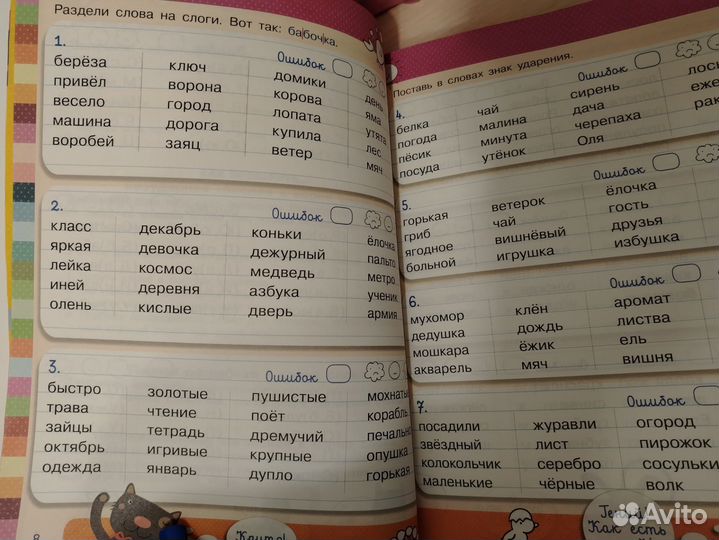 Раздели слова на слоги. Вот так: ба|боч|ка.
1.
Ошибок
берёза ключ домики день
привёл ворона корова яма
весело город лопата утята
машина дорога купила лес
воробей заяц ветер мяч
2.
Ошибок
класс декабрь коньки ёлочка
яркая девочка дежурный пальто
лейка космос медведь метро
иней деревня азбука ученик
олень кислые дверь армия
3.
Ошибок
быстро золотые пушистые
трава чтение поёт корабль
зайцы тетрадь дремучий
октябрь игривые крупные опушка
одежда январь дупло горькая
8
Поставь в словах знак ударения.
4.
Ошибок
белка чай сирень
погода малина дача
пёсик минута черепаха
посуда утёнок Оля
5.
Ошибок
горькая ветерок ёлочка
гриб чай гость
ягодное вишнёвый друзья
больной игрушка избушка
6.
Ошибок
мухомор клён аромат
дедушка дождь листва
мошкара ёжик ель
акварель мяч вишня
7.
Ошибок
посадили журавли огород
звёздный лист пирожок
колокольчик серебро сосульки
маленькие чёрные волк
Круто!
Как есть
Avito